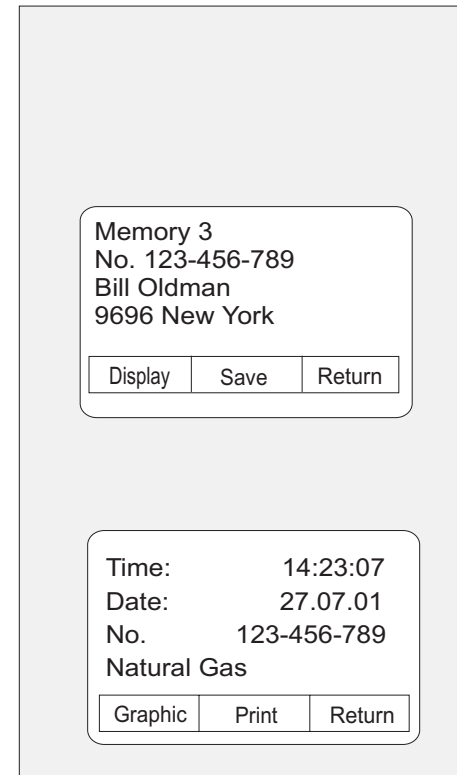 Memory 3
No. 123-456-789
Bill Oldman
9696 New York
Display Save Return
Time: 14:23:07
Date: 27.07.01
No. 123-456-789
Natural Gas
Graphic Print Return